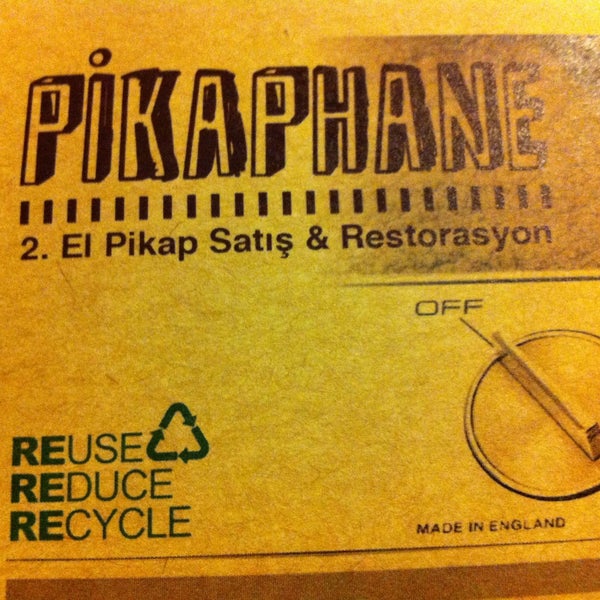 PİKAPHANE
2. El Pikap Satış & Restorasyon
OFF
REUSE
REDUCE
RECYCLE
MADE IN ENGLAND